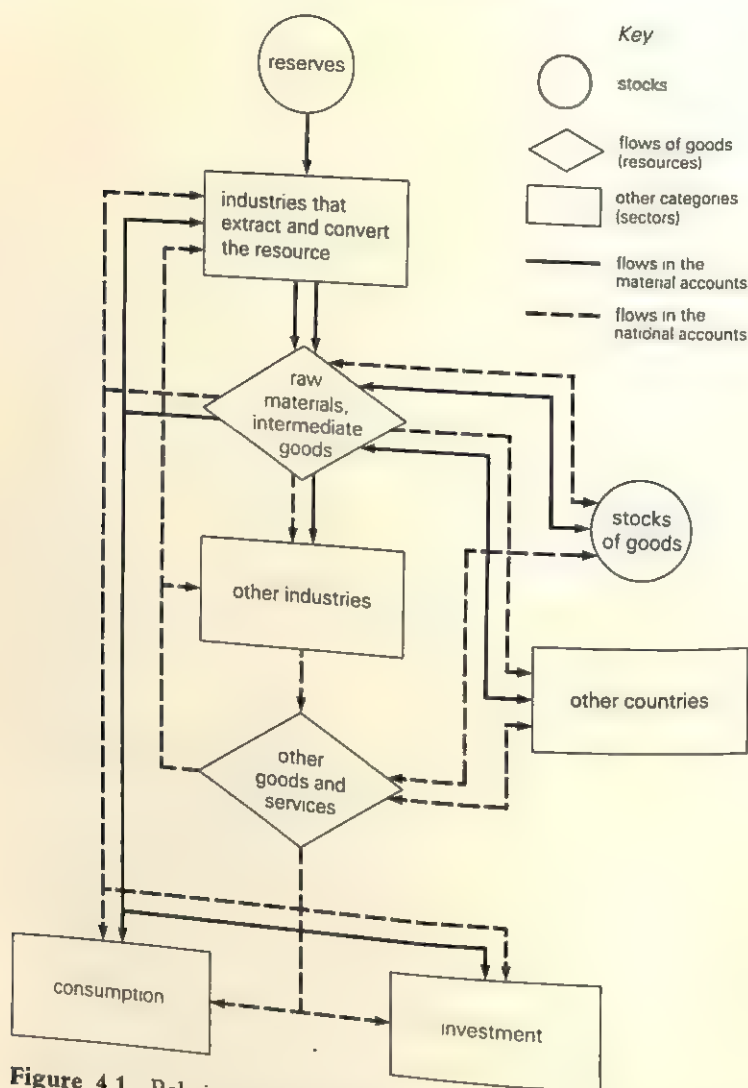 Key
reserves
stocks
flows of goods
(resources)
other categories
(sectors)
flows in the
material accounts
flows in the
national accounts
industries that
extract and convert
the resource
raw
materials,
intermediate
goods
stocks
of goods
other industries
other countries
other
goods and
services
consumption
investment
Figure 4.1